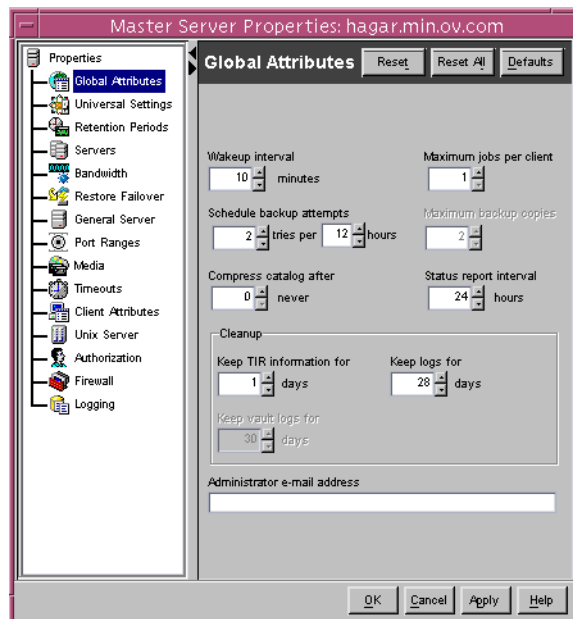 Master Server Properties: hagar.min.ov.com
Properties
Global Attributes
Universal Settings
Retention Periods
Servers
Bandwidth
Restore Failover
General Server
Port Ranges
Media
Timeouts
Client Attributes
Unix Server
Authorization
Firewall
Logging
Global Attributes Reset Reset All Defaults
Wakeup interval Maximum jobs per client
10 minutes 1
Schedule backup attempts Maximum backup copies
2 tries per 12 hours 2
Compress catalog after Status report interval
0 never 24 hours
Cleanup
Keep TIR information for Keep logs for
1 days 28 days
Keep vault logs for
30 days
Administrator e-mail address
OK Cancel Apply Help